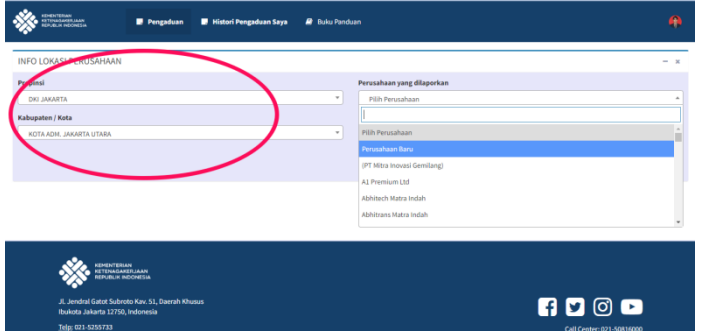 KEMENTERIAN
KETENAGAKERJAAN
REPUBLIK INDONESIA
Pengaduan
Histori Pengaduan Saya
Buku Panduan
INFO LOKASI PERUSAHAAN
Propinsi
DKI JAKARTA
Kabupaten / Kota
KOTA ADM. JAKARTA UTARA
Perusahaan yang dilaporkan
Pilih Perusahaan
Pilih Perusahaan
Perusahaan Baru
(PT Mitra Inovasi Gemilang)
A1 Premium Ltd
Abhitech Matra Indah
Abhitrans Matra Indah
KEMENTERIAN
KETENAGAKERJAAN
REPUBLIK INDONESIA
Jl. Jendral Gatot Subroto Kav. 51, Daerah Khusus
Ibukota Jakarta 12750, Indonesia
Telp: 021-5255733
Call Center: 021-50816000